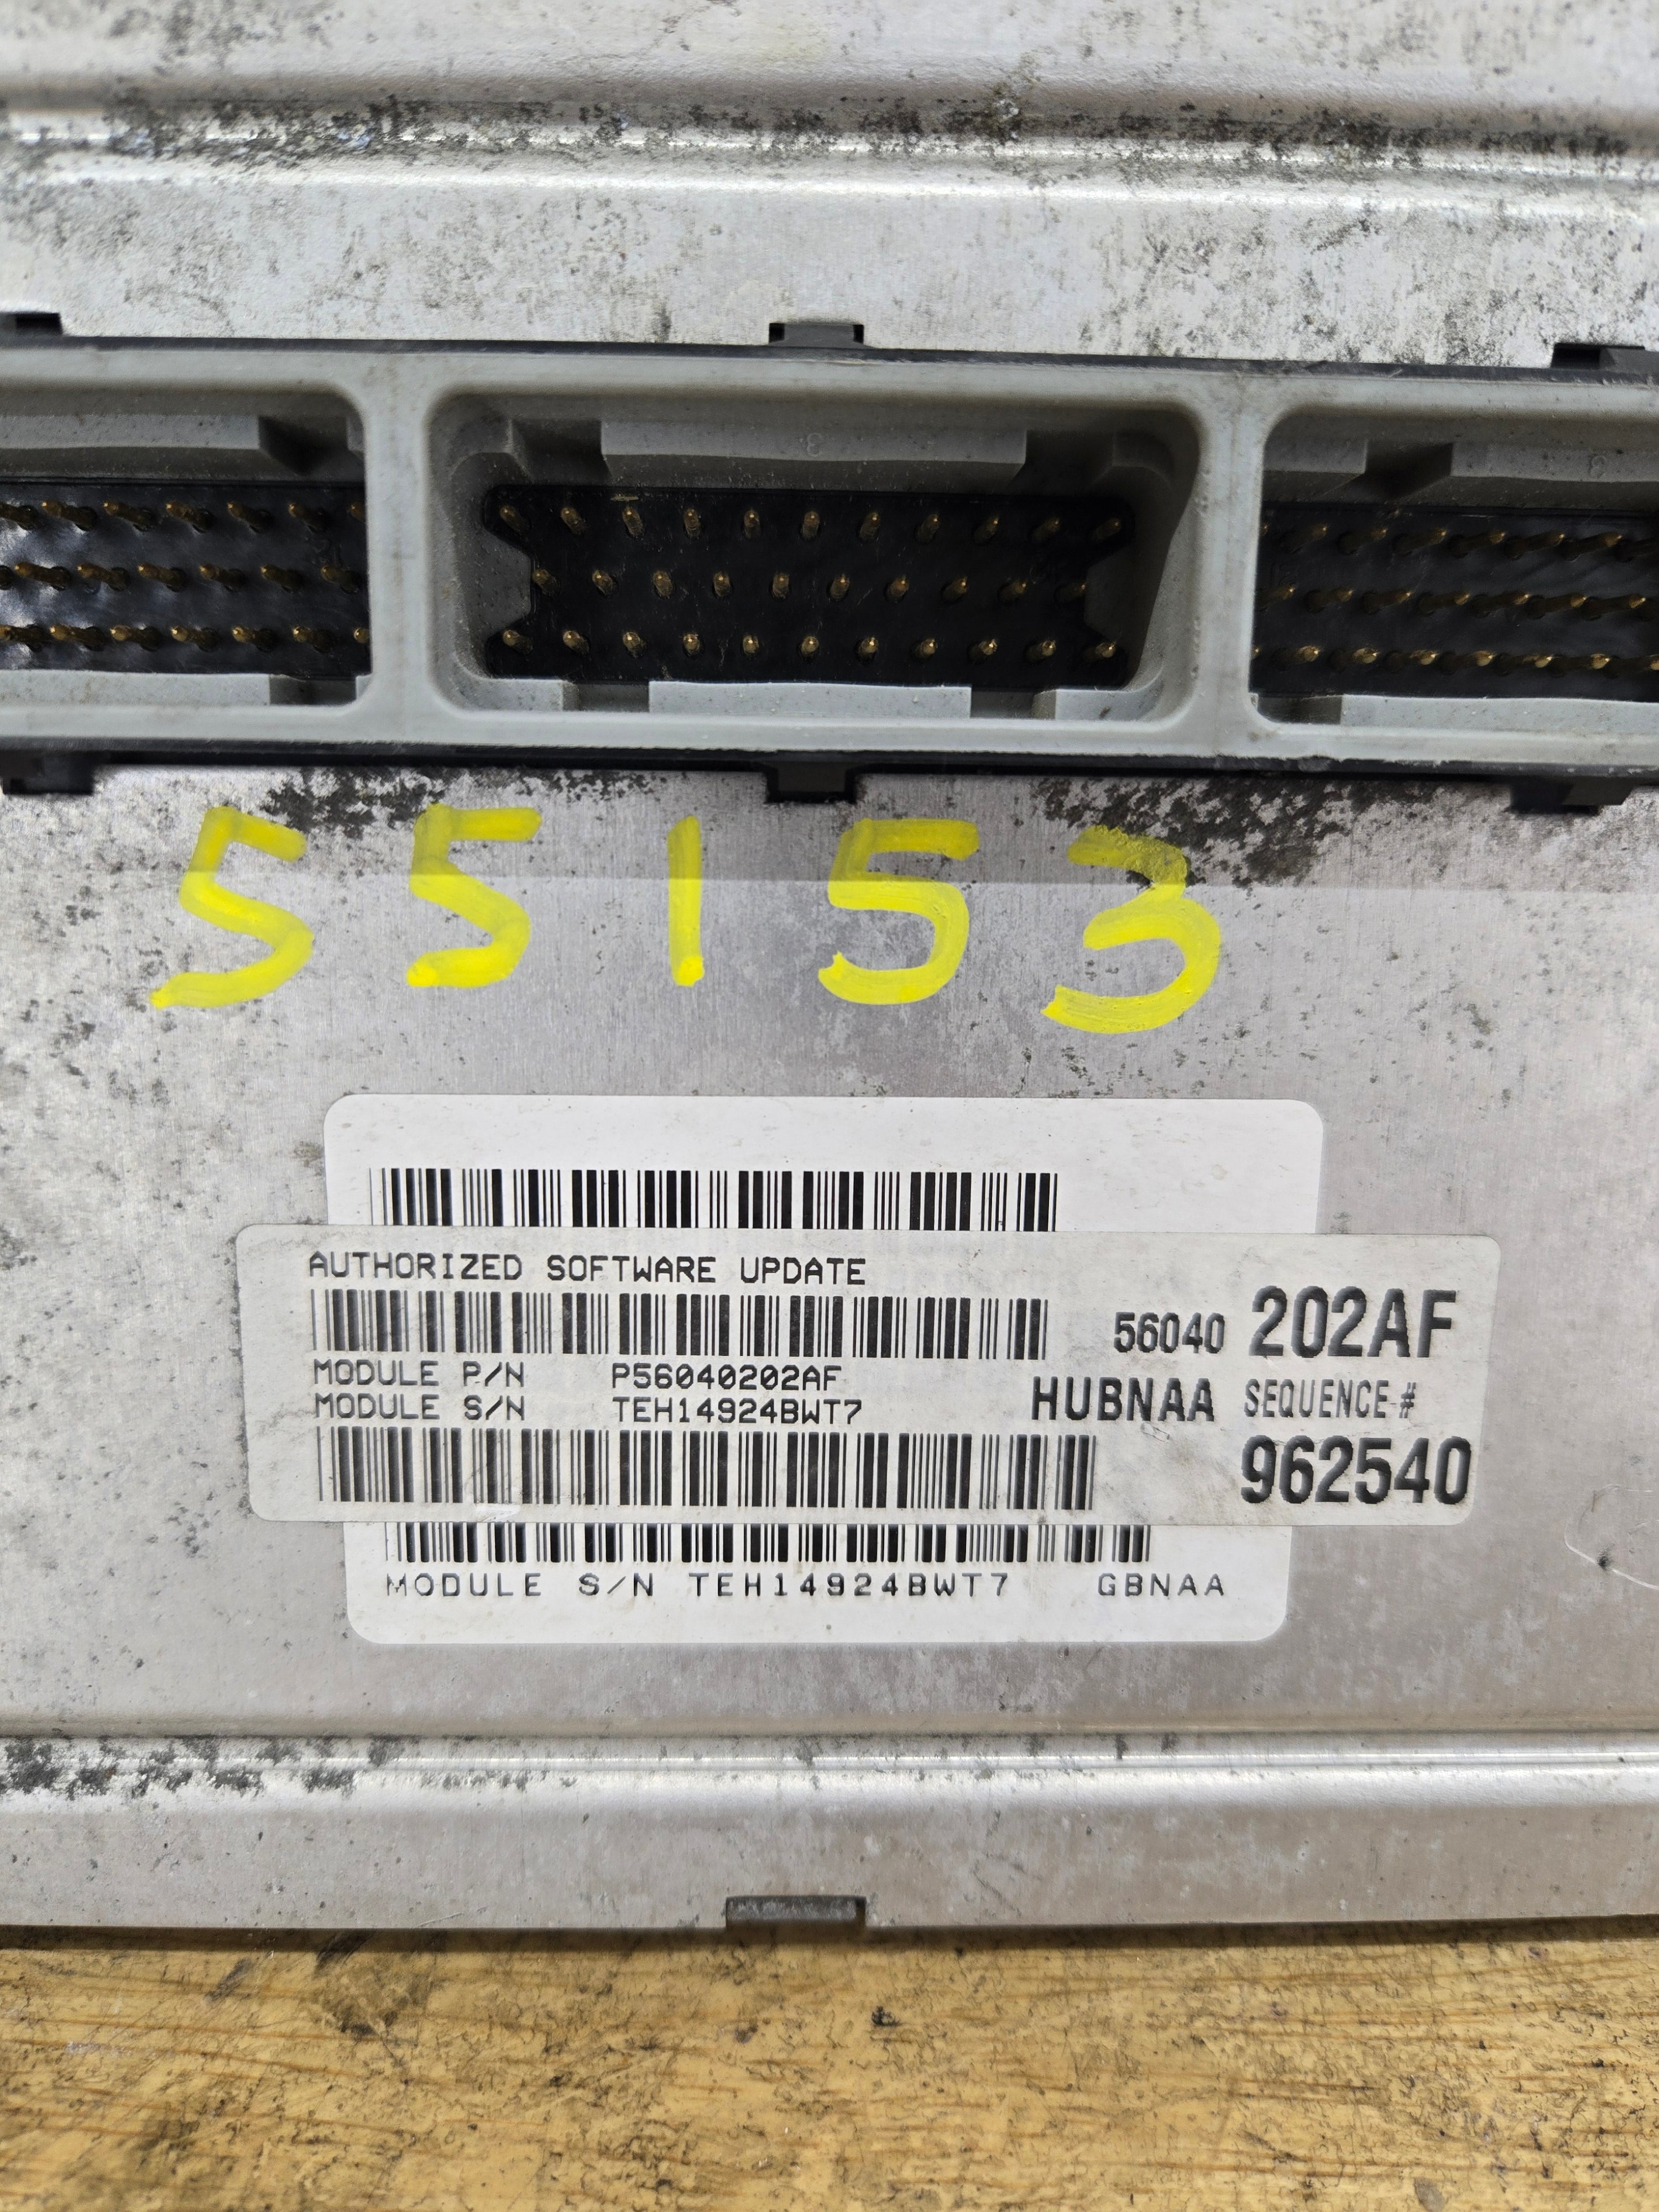 55153
AUTHORIZED SOFTWARE UPDATE
56040 202AF
MODULE P/N P56040202AF
MODULE S/N TEH14924BWT7
HUBNAA SEQUENCE #
962540
MODULE S/N TEH14924BWT7 GBNAA